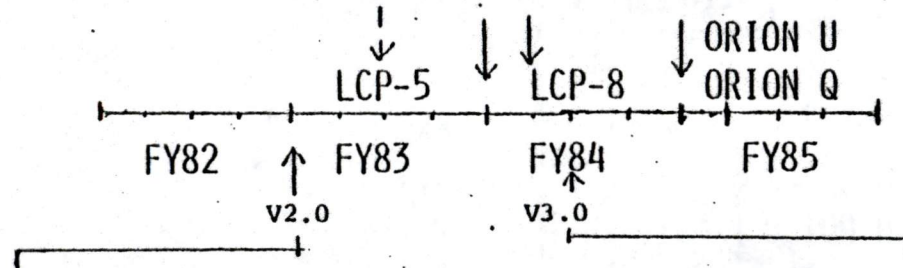 ORION U
LCP-5 LCP-8 ORION Q
FY82 FY83 FY84 FY85
V2.0 V3.0